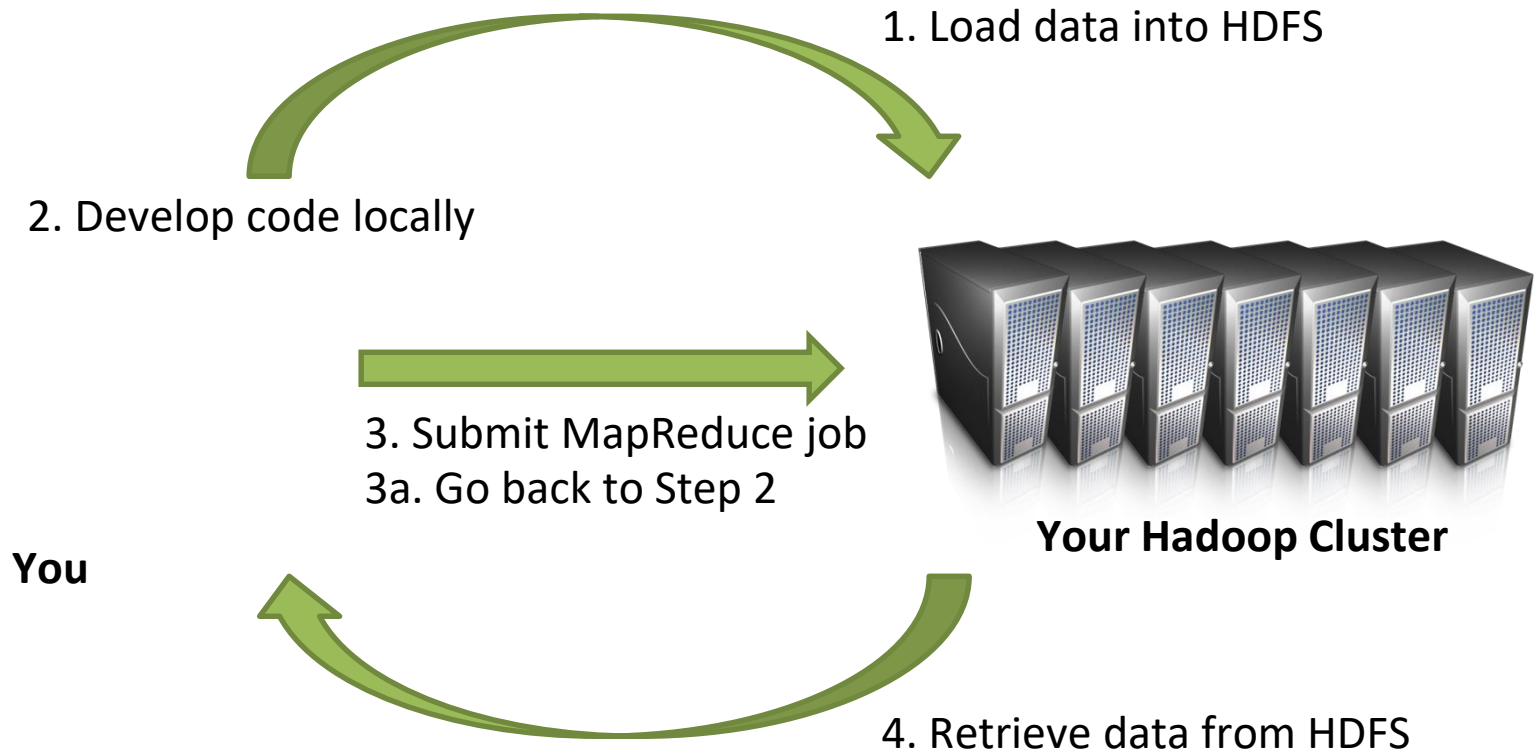 1. Load data into HDFS
2. Develop code locally
3. Submit MapReduce job
3a. Go back to Step 2
Your Hadoop Cluster
You
4. Retrieve data from HDFS